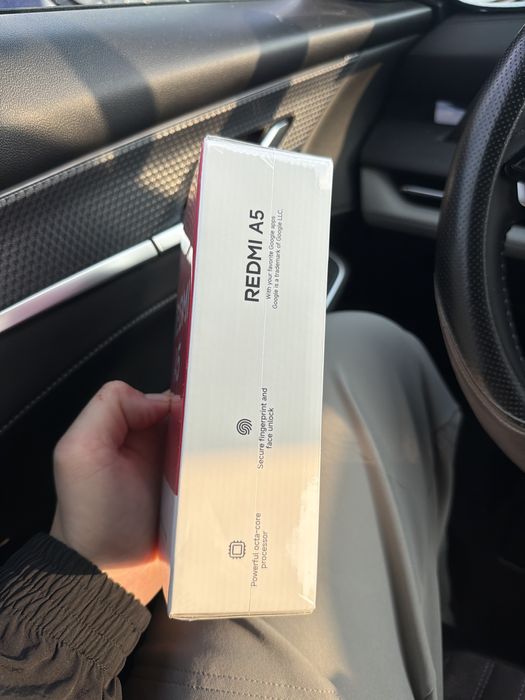 REDMI A5
With your favorite Google apps
Google is a trademark of Google LLC.
Secure fingerprint and
face unlock
Powerful octa-core
processor